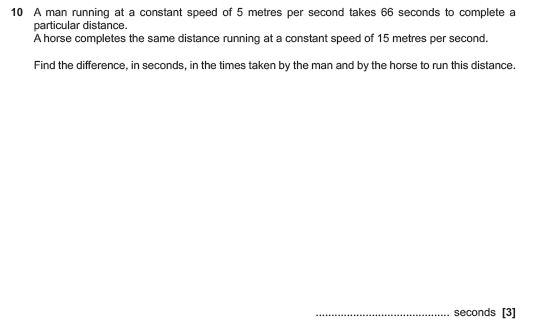 10 A man running at a constant speed of 5 metres per second takes 66 seconds to complete a
particular distance.
A horse completes the same distance running at a constant speed of 15 metres per second.
Find the difference, in seconds, in the times taken by the man and by the horse to run this distance.
........................................... seconds [3]